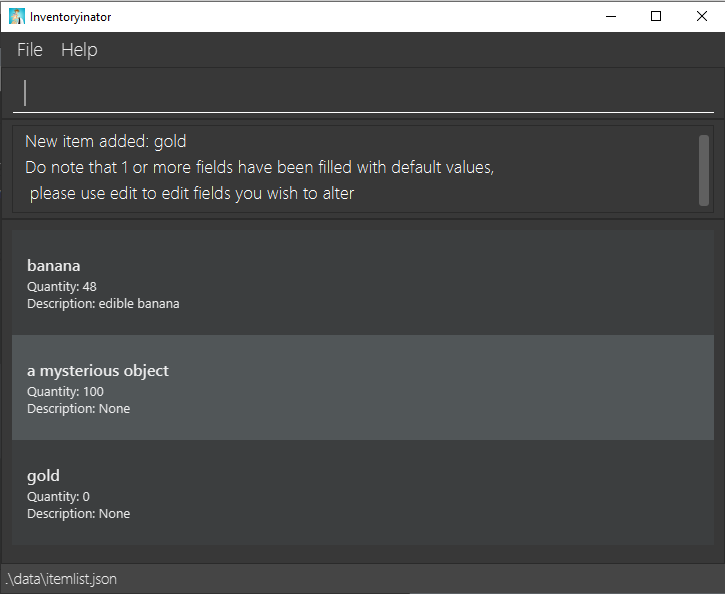 Inventoryinator
File Help
New item added: gold
Do note that 1 or more fields have been filled with default values,
please use edit to edit fields you wish to alter
banana
Quantity: 48
Description: edible banana
a mysterious object
Quantity: 100
Description: None
gold
Quantity: 0
Description: None
.\data\itemlist.json